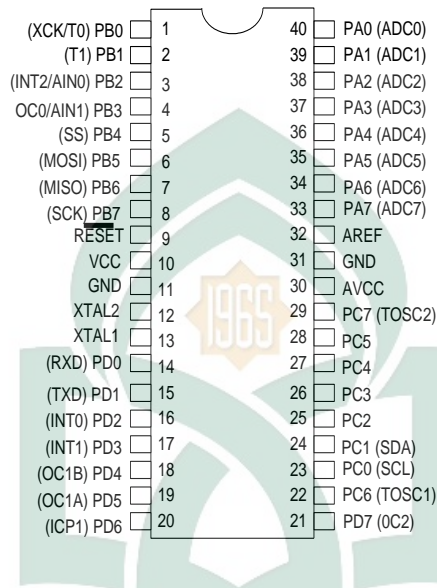 (XCK/T0) PB0 1 40 PA0 (ADC0)
(T1) PB1 2 39 PA1 (ADC1)
(INT2/AIN0) PB2 3 38 PA2 (ADC2)
OC0/AIN1) PB3 4 37 PA3 (ADC3)
(SS) PB4 5 36 PA4 (ADC4)
(MOSI) PB5 6 35 PA5 (ADC5)
(MISO) PB6 7 34 PA6 (ADC6)
(SCK) PB7 8 33 PA7 (ADC7)
RESET 9 32 AREF
VCC 10 31 GND
GND 11 30 AVCC
XTAL2 12 29 PC7 (TOSC2)
XTAL1 13 28 PC5
(RXD) PD0 14 27 PC4
(TXD) PD1 15 26 PC3
(INT0) PD2 16 25 PC2
(INT1) PD3 17 24 PC1 (SDA)
(OC1B) PD4 18 23 PC0 (SCL)
(OC1A) PD5 19 22 PC6 (TOSC1)
(ICP1) PD6 20 21 PD7 (0C2)
1965